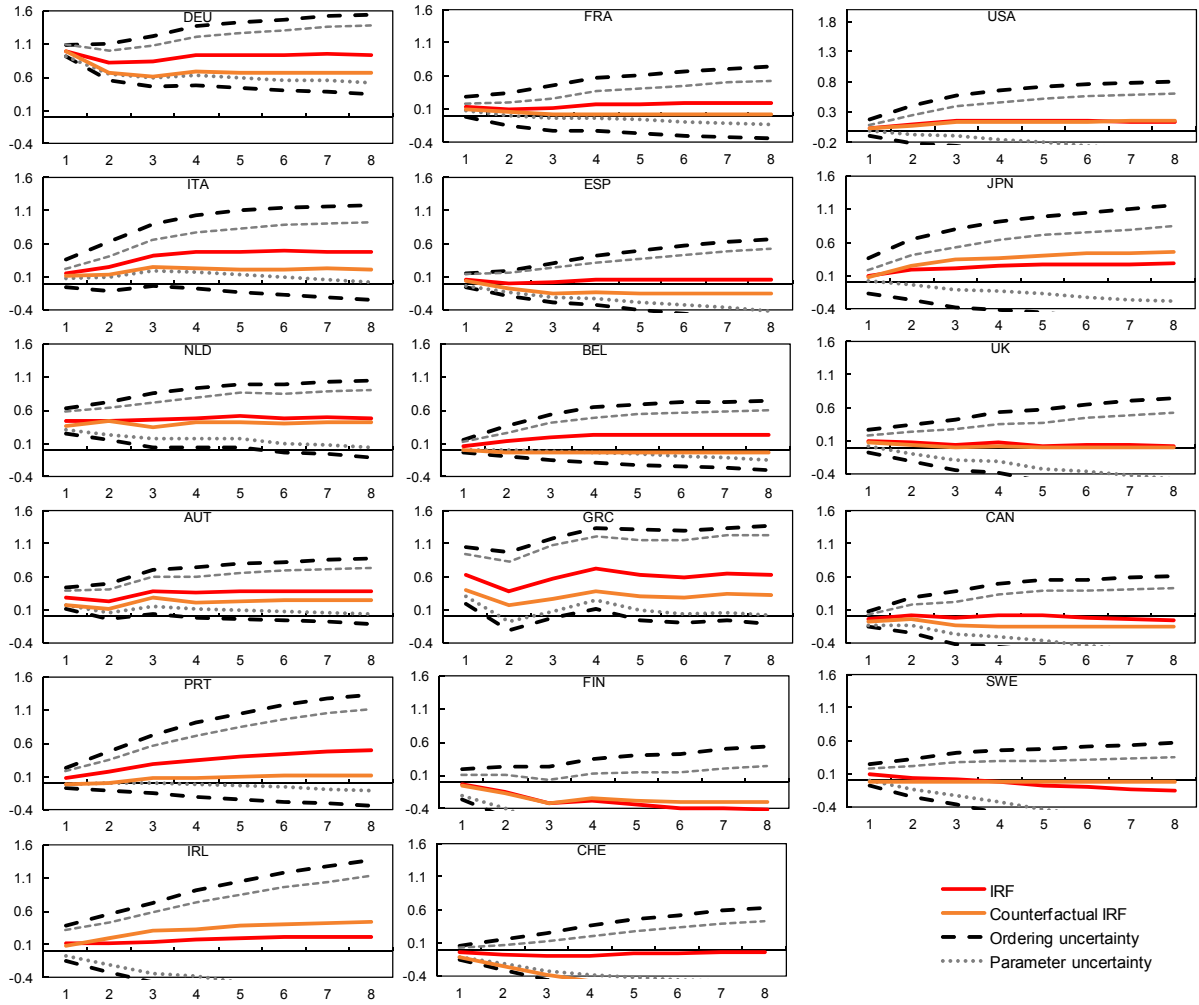 DEU
1.6
1.1
0.6
0.1
-0.4
1 2 3 4 5 6 7 8
FRA
1.6
1.1
0.6
0.1
-0.4
1 2 3 4 5 6 7 8
USA
1.8
1.3
0.8
0.3
-0.2
1 2 3 4 5 6 7 8
ITA
1.6
1.1
0.6
0.1
-0.4
1 2 3 4 5 6 7 8
ESP
1.6
1.1
0.6
0.1
-0.4
1 2 3 4 5 6 7 8
JPN
1.6
1.1
0.6
0.1
-0.4
1 2 3 4 5 6 7 8
NLD
1.6
1.1
0.6
0.1
-0.4
1 2 3 4 5 6 7 8
BEL
1.6
1.1
0.6
0.1
-0.4
1 2 3 4 5 6 7 8
UK
1.6
1.1
0.6
0.1
-0.4
1 2 3 4 5 6 7 8
AUT
1.6
1.1
0.6
0.1
-0.4
1 2 3 4 5 6 7 8
GRC
1.6
1.1
0.6
0.1
-0.4
1 2 3 4 5 6 7 8
CAN
1.6
1.1
0.6
0.1
-0.4
1 2 3 4 5 6 7 8
PRT
1.6
1.1
0.6
0.1
-0.4
1 2 3 4 5 6 7 8
FIN
1.6
1.1
0.6
0.1
-0.4
1 2 3 4 5 6 7 8
SWE
1.6
1.1
0.6
0.1
-0.4
1 2 3 4 5 6 7 8
IRL
1.6
1.1
0.6
0.1
-0.4
1 2 3 4 5 6 7 8
CHE
1.6
1.1
0.6
0.1
-0.4
1 2 3 4 5 6 7 8
IRF
Counterfactual IRF
Ordering uncertainty
Parameter uncertainty